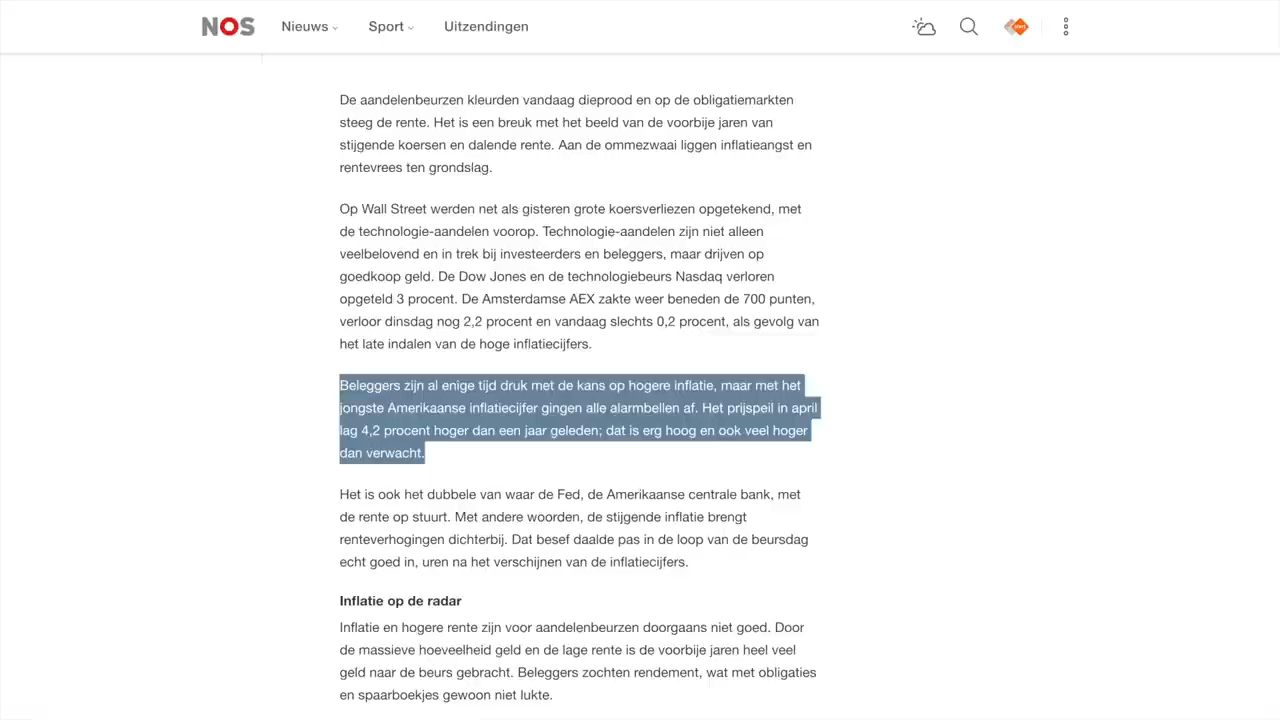 NOS Nieuws Sport Uitzendingen start
De aandelenbeurzen kleurden vandaag dieprood en op de obligatiemarkten
steeg de rente. Het is een breuk met het beeld van de voorbije jaren van
stijgende koersen en dalende rente. Aan de ommezwaai liggen inflatieangst en
rentevrees ten grondslag.
Op Wall Street werden net als gisteren grote koersverliezen opgetekend, met
de technologie-aandelen voorop. Technologie-aandelen zijn niet alleen
veelbelovend en in trek bij investeerders en beleggers, maar drijven op
goedkoop geld. De Dow Jones en de technologiebeurs Nasdaq verloren
opgeteld 3 procent. De Amsterdamse AEX zakte weer beneden de 700 punten,
verloor dinsdag nog 2,2 procent en vandaag slechts 0,2 procent, als gevolg van
het late indalen van de hoge inflatiecijfers.
Beleggers zijn al enige tijd druk met de kans op hogere inflatie, maar met het
jongste Amerikaanse inflatiecijfer gingen alle alarmbellen af. Het prijspeil in april
lag 4,2 procent hoger dan een jaar geleden; dat is erg hoog en ook veel hoger
dan verwacht.
Het is ook het dubbele van waar de Fed, de Amerikaanse centrale bank, met
de rente op stuurt. Met andere woorden, de stijgende inflatie brengt
renteverhogingen dichterbij. Dat besef daalde pas in de loop van de beursdag
echt goed in, uren na het verschijnen van de inflatiecijfers.
Inflatie op de radar
Inflatie en hogere rente zijn voor aandelenbeurzen doorgaans niet goed. Door
de massieve hoeveelheid geld en de lage rente is de voorbije jaren heel veel
geld naar de beurs gebracht. Beleggers zochten rendement, wat met obligaties
en spaarboekjes gewoon niet lukte.